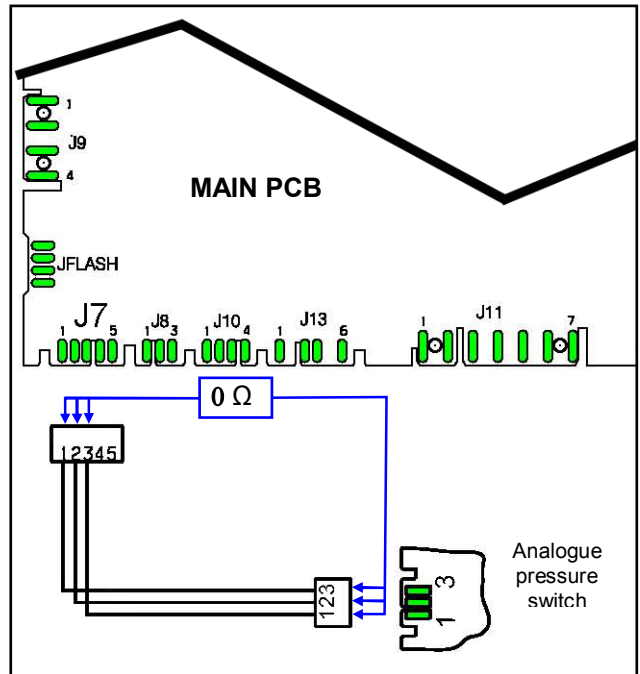 1
J9
MAIN PCB
4
JFLASH
J7 J8 J10 J13 J11
1 5 1 3 1 4 1 6 1 7
0 Ω
12345
123
3
1
Analogue
pressure
switch